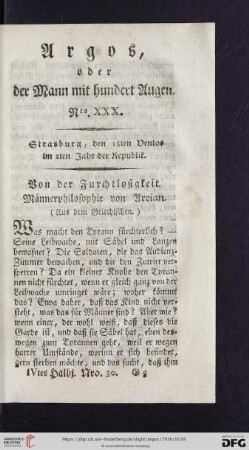 Argos,
oder
der Mann mit hundert Augen.
Nro. XXX.
Strasburg, den 18ten Ventos
im 2ten Jahr der Republik.
Von der Furchtlosigkeit.
Männerphilosophie von Arrian.
(Aus dem Griechischen.)
Was macht den Tyrann fürchterlich? —
Seine Leibwache, mit Säbel und Lanzen
bewafnet? Die Soldaten, die das Audienz-
Zimmer bewachen, und dir den Zutritt ver-
sperren? Da ein kleiner Knabe den Tyran-
nen nicht fürchtet, wenn er gleich ganz von der
Leibwache umringet wäre; woher kömmt
das? Etwa daher, daß das Kind nicht ver-
steht, was das für Männer sind? Aber wie?
wenn einer, der wohl weiß, daß dieses die
Garde ist, und daß sie Säbel hat, eben des-
wegen zum Tyrannen geht, weil er wegen
harter Umstände, worinn er sich befindet,
gern sterben möchte, und das sucht, daß ihm
IVtes Halbj. Nro. 30. G g